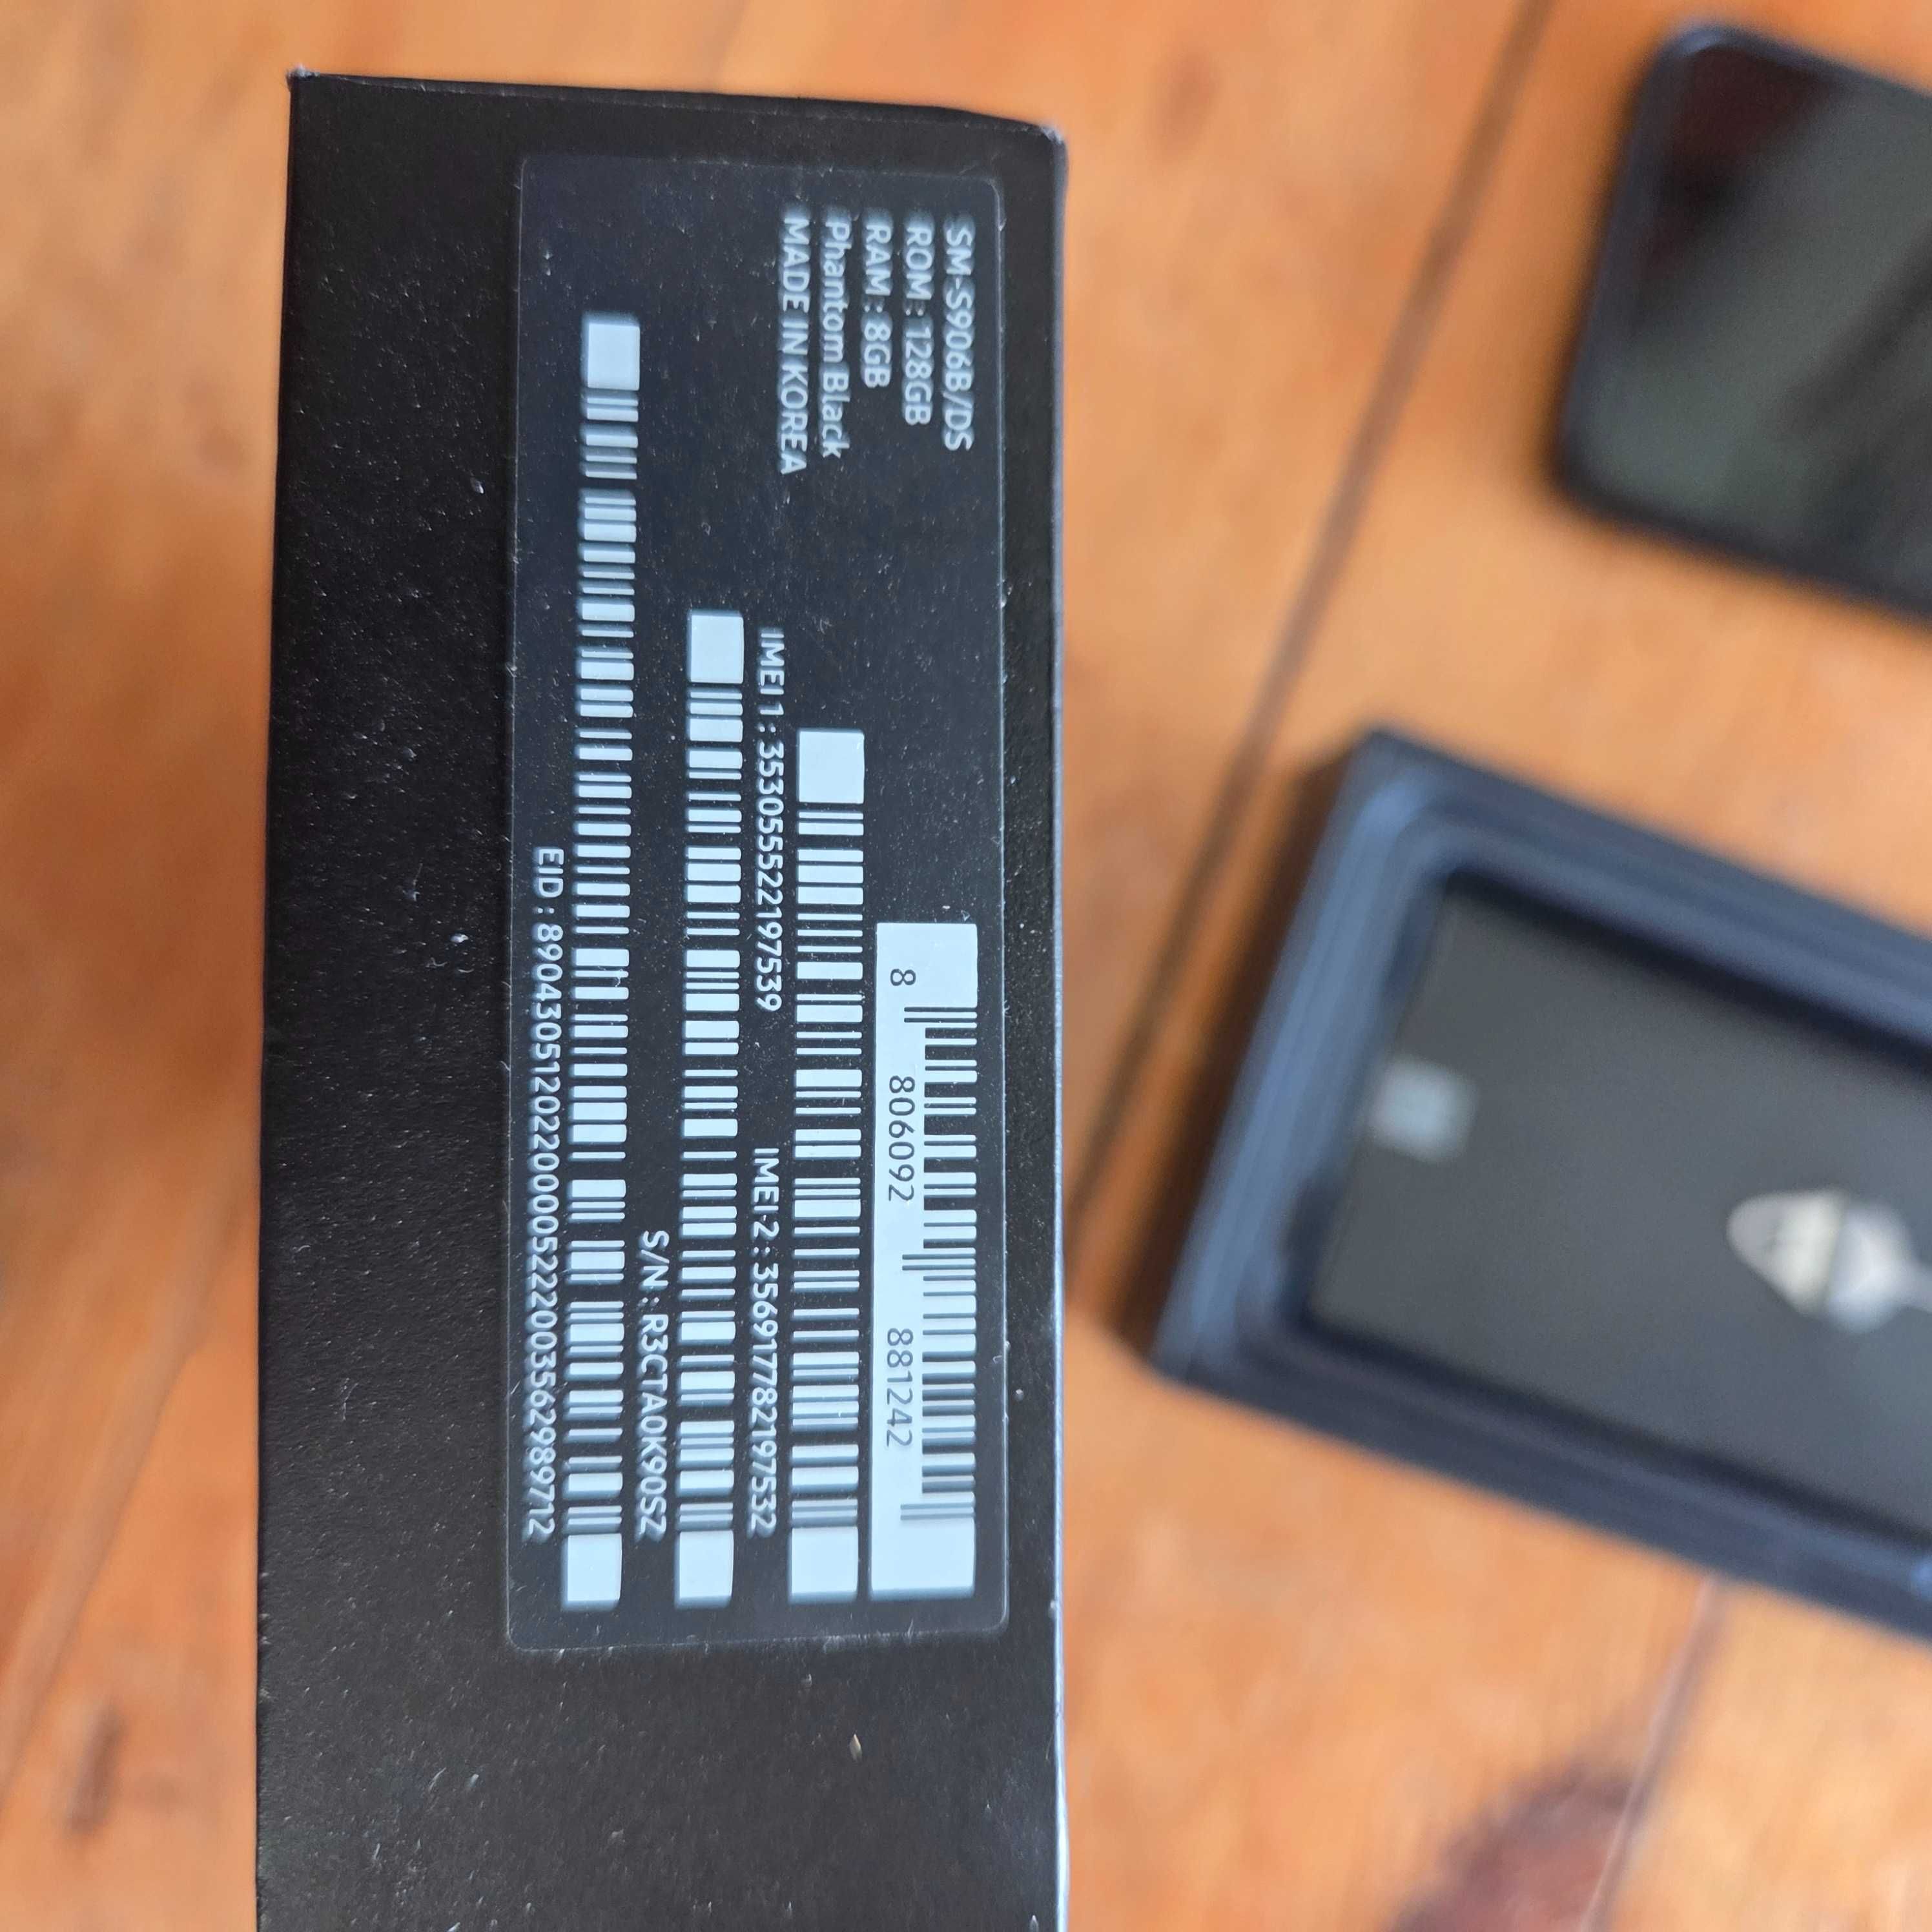 SM-S906B/DS
ROM : 128GB
RAM : 8GB
Phantom Black
MADE IN KOREA
8 806092 881242
IMEI 1 : 353055522197539
IMEI 2 : 356917782197532
S/N : R3CTA0K90SZ
EID : 89043051202200005222003562989712